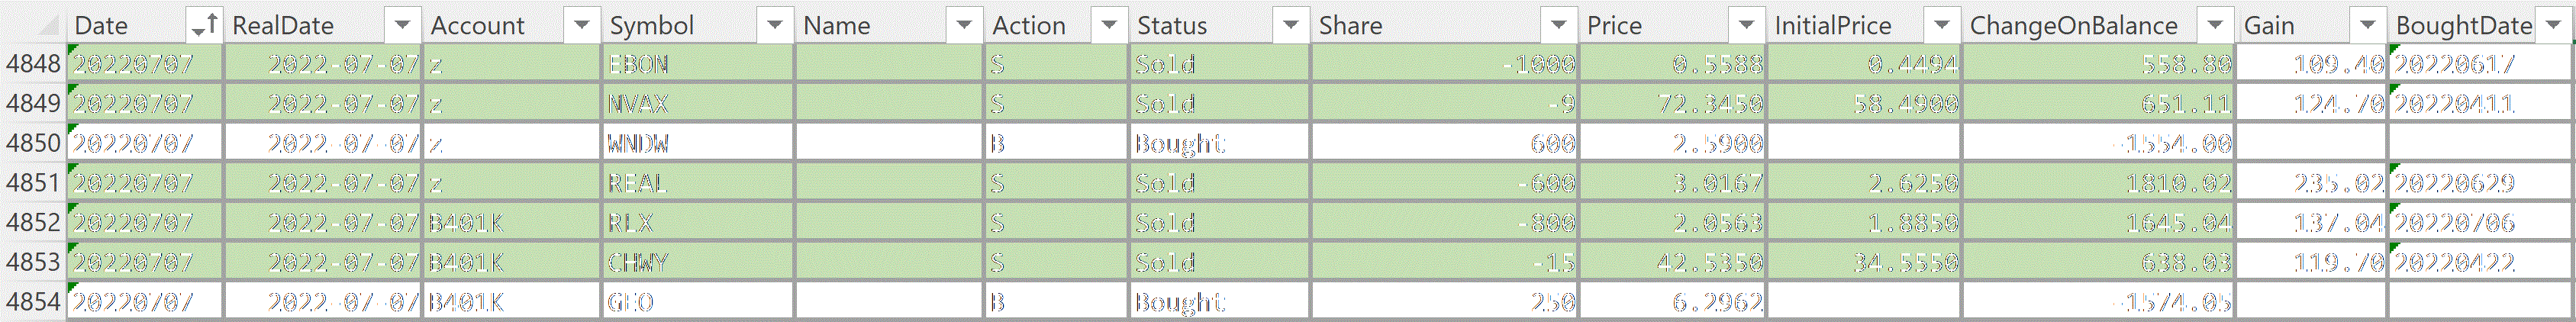 Date RealDate Account Symbol Name Action Status Share Price InitialPrice ChangeOnBalance Gain BoughtDate
4848 20220707 2022-07-07 z EBON S Sold -1000 0.5588 0.4494 558.80 109.40 20220617
4849 20220707 2022-07-07 z NVAX S Sold -9 72.3450 58.4900 651.11 124.70 20220411
4850 20220707 2022-07-07 z WNDW B Bought 600 2.5900 -1554.00
4851 20220707 2022-07-07 z REAL S Sold -600 3.0167 2.6250 1810.02 235.02 20220629
4852 20220707 2022-07-07 B401K RLX S Sold -800 2.0563 1.8850 1645.04 137.04 20220706
4853 20220707 2022-07-07 B401K CHWY S Sold -15 42.5350 34.5550 638.03 119.70 20220422
4854 20220707 2022-07-07 B401K GEO B Bought 250 6.2962 -1574.05